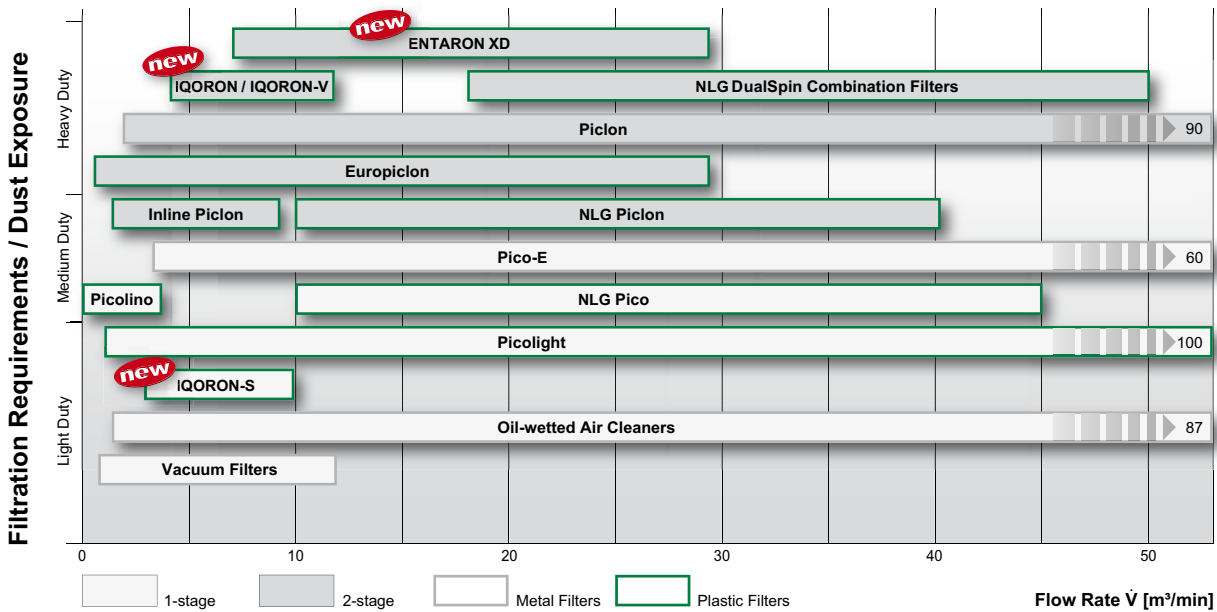 Filtration Requirements / Dust Exposure
Heavy Duty
Medium Duty
Light Duty
new
ENTARON XD
new
IQORON / IQORON-V
NLG DualSpin Combination Filters
Piclon
90
Europiclon
Inline Piclon
NLG Piclon
Pico-E
60
Picolino
NLG Pico
Picolight
100
new
IQORON-S
Oil-wetted Air Cleaners
87
Vacuum Filters
0
10
20
30
40
50
1-stage
2-stage
Metal Filters
Plastic Filters
Flow Rate V̇ [m³/min]